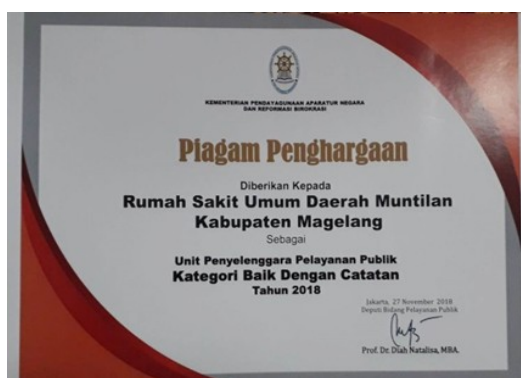 KEMENTERIAN PENDAYAGUNAAN APARATUR NEGARA
DAN REFORMASI BIROKRASI
Piagam Penghargaan
Diberikan Kepada
Rumah Sakit Umum Daerah Muntilan
Kabupaten Magelang
Sebagai
Unit Penyelenggara Pelayanan Publik
Kategori Baik Dengan Catatan
Tahun 2018
Jakarta, 27 November 2018
Deputi Bidang Pelayanan Publik
Prof. Dr. Diah Natalisa, MBA.